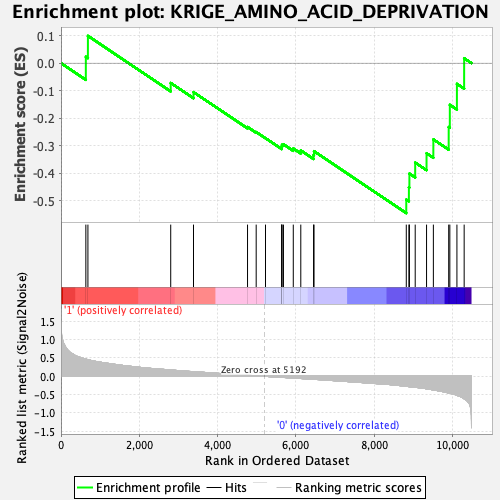 Enrichment plot: KRIGE_AMINO_ACID_DEPRIVATION
Enrichment score (ES)
0.1
0.0
-0.1
-0.2
-0.3
-0.4
-0.5
'1' (positively correlated)
Ranked list metric (Signal2Noise)
1.5
1.0
0.5
0.0
-0.5
-1.0
-1.5
Zero cross at 5192
'0' (negatively correlated)
0
2,000
4,000
6,000
8,000
10,000
Rank in Ordered Dataset
Enrichment profile
Hits
Ranking metric scores